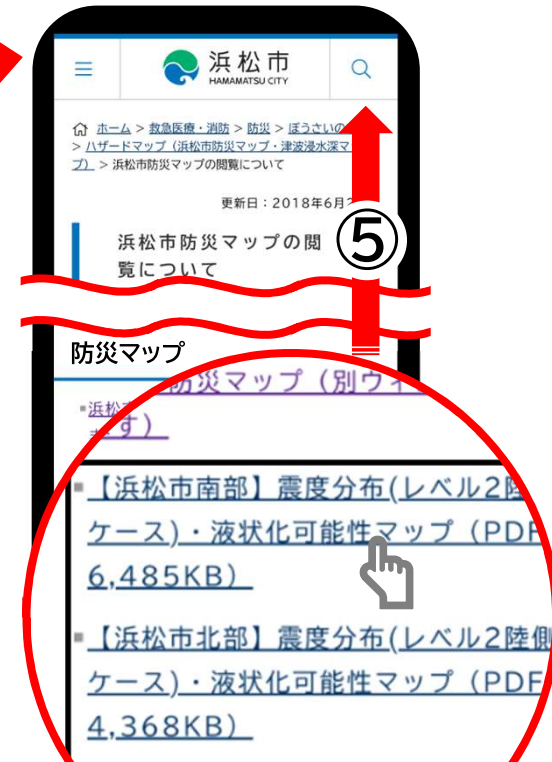 浜松市
HAMAMATSU CITY
ホーム > 救急医療・消防 > 防災 > ぼうさいの
> ハザードマップ（浜松市防災マップ・津波浸水深マ
プ） > 浜松市防災マップの閲覧について
更新日：2018年6月
⑤
浜松市防災マップの閲
覧について
防災マップ
防災マップ（別ウィ
浜松
す）
【浜松市南部】震度分布(レベル2陸
ケース)・液状化可能性マップ（PDF
6,485KB）
【浜松市北部】震度分布(レベル2陸側
ケース)・液状化可能性マップ（PDF
4,368KB）